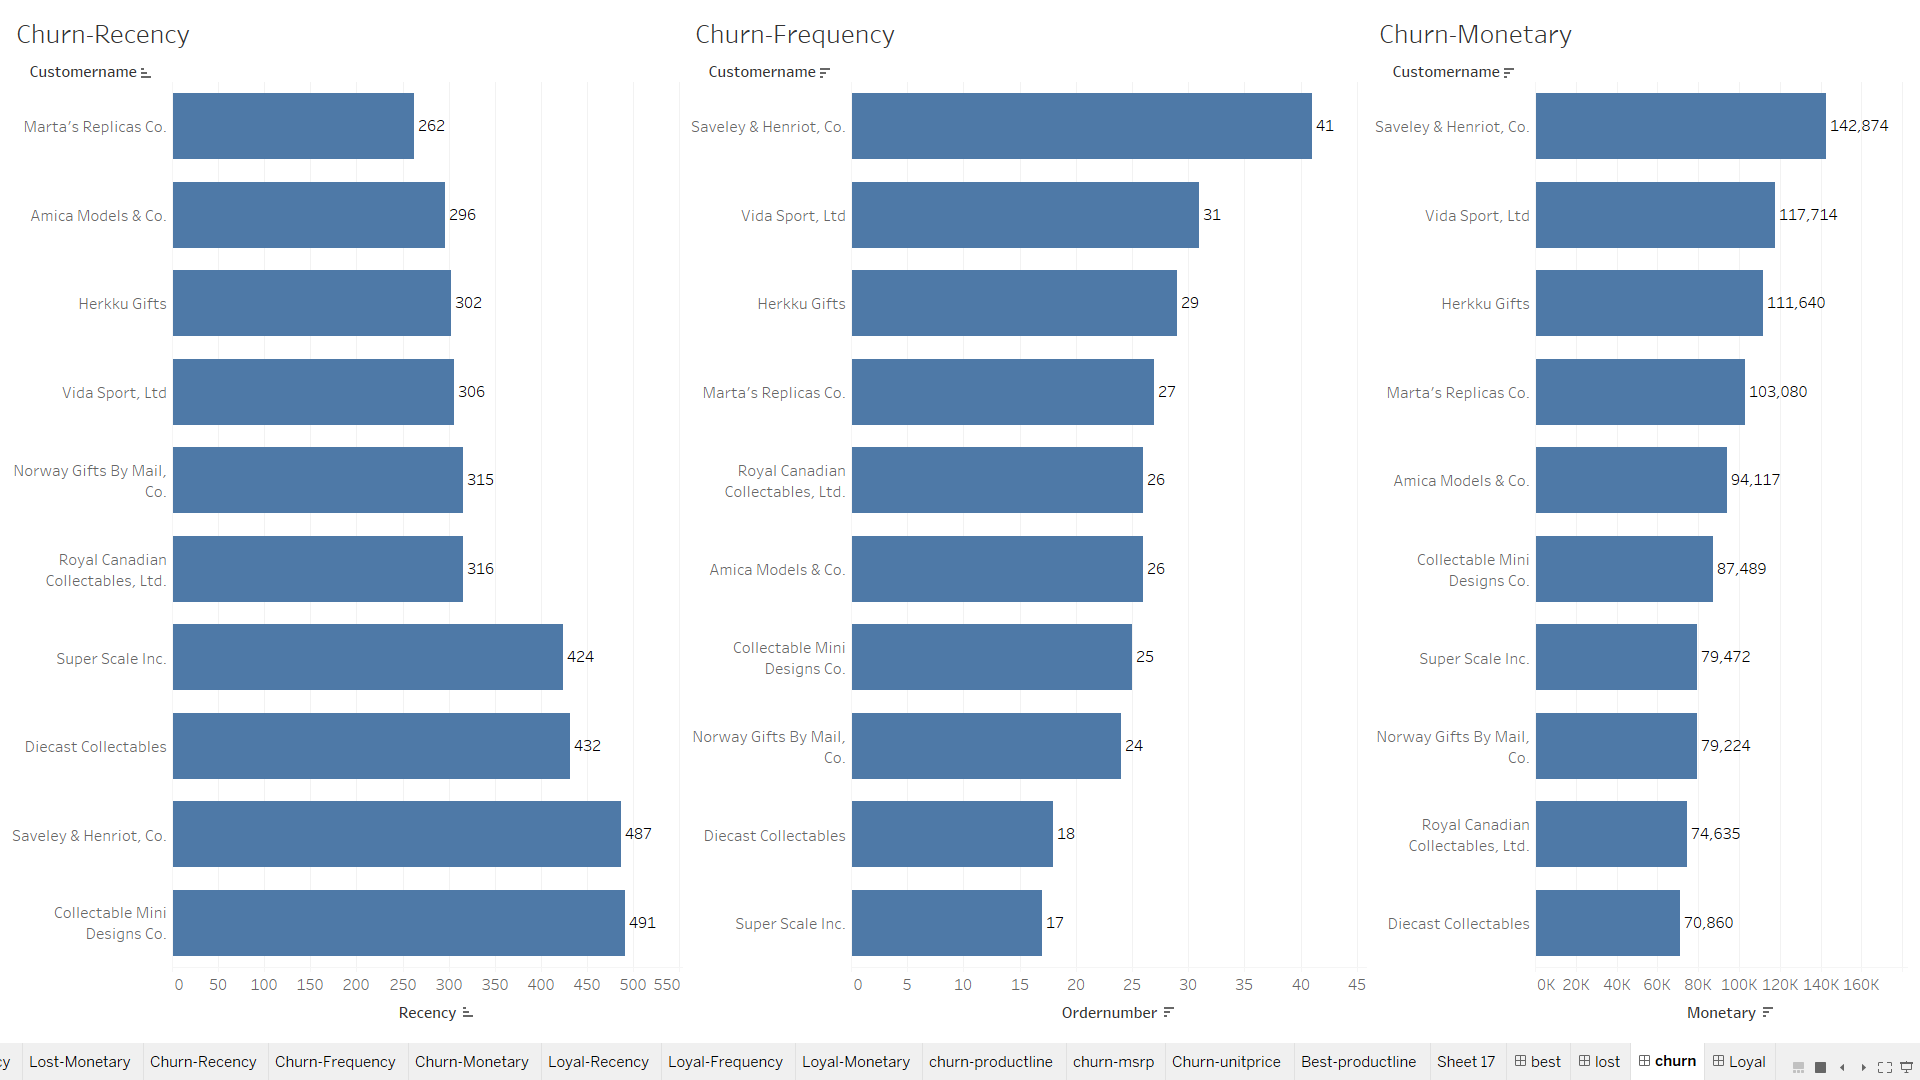 Churn-Recency
Customername
Marta's Replicas Co.
262
Amica Models & Co.
296
Herkku Gifts
302
Vida Sport, Ltd
306
Norway Gifts By Mail,
Co.
315
Royal Canadian
Collectables, Ltd.
316
Super Scale Inc.
424
Diecast Collectables
432
Saveley & Henriot, Co.
487
Collectable Mini
Designs Co.
491
0 50 100 150 200 250 300 350 400 450 500 550
Recency
Churn-Frequency
Customername
Saveley & Henriot, Co.
41
Vida Sport, Ltd
31
Herkku Gifts
29
Marta's Replicas Co.
27
Royal Canadian
Collectables, Ltd.
26
Amica Models & Co.
26
Collectable Mini
Designs Co.
25
Norway Gifts By Mail,
Co.
24
Diecast Collectables
18
Super Scale Inc.
17
0 5 10 15 20 25 30 35 40 45
Ordernumber
Churn-Monetary
Customername
Saveley & Henriot, Co.
142,874
Vida Sport, Ltd
117,714
Herkku Gifts
111,640
Marta's Replicas Co.
103,080
Amica Models & Co.
94,117
Collectable Mini
Designs Co.
87,489
Super Scale Inc.
79,472
Norway Gifts By Mail,
Co.
79,224
Royal Canadian
Collectables, Ltd.
74,635
Diecast Collectables
70,860
0K 20K 40K 60K 80K 100K 120K 140K 160K
Monetary
cy Lost-Monetary Churn-Recency Churn-Frequency Churn-Monetary Loyal-Recency Loyal-Frequency Loyal-Monetary churn-productline churn-msrp Churn-unitprice Best-productline Sheet 17 best lost churn Loyal